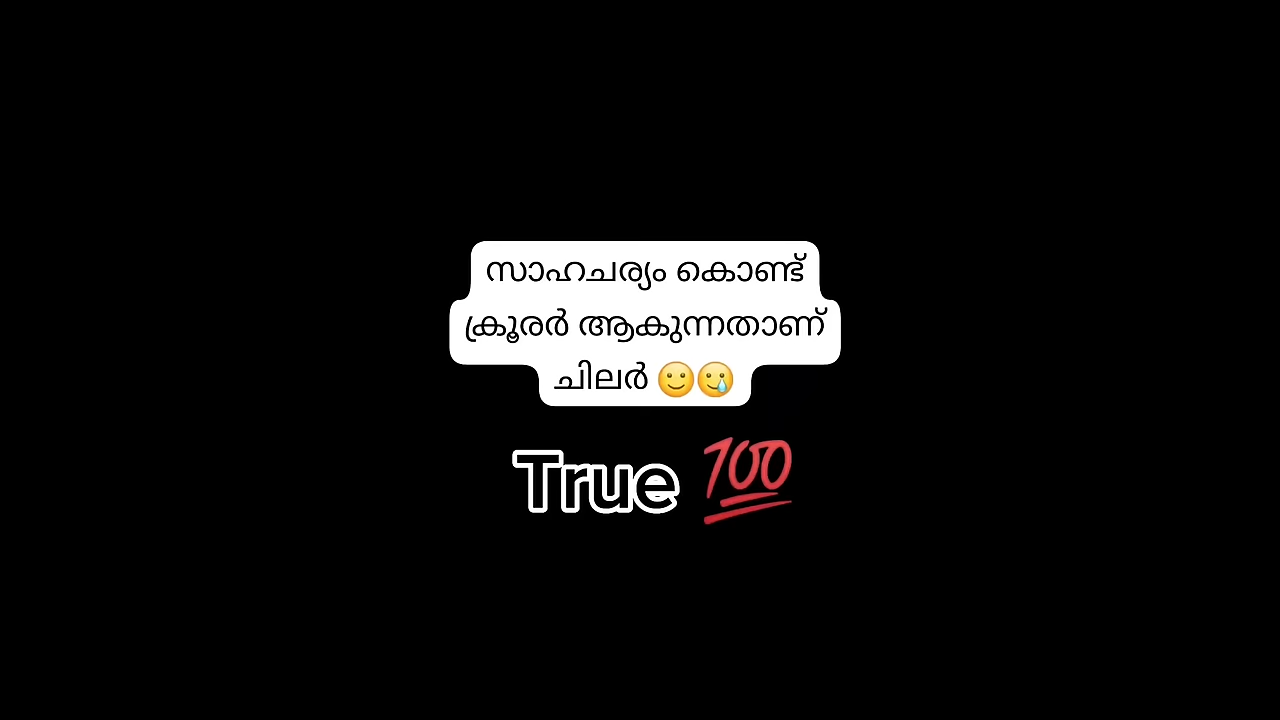 സാഹചര്യം കൊണ്ട്
ക്രൂരർ ആകുന്നതാണ്
ചിലർ 🙂🥲
True 💯